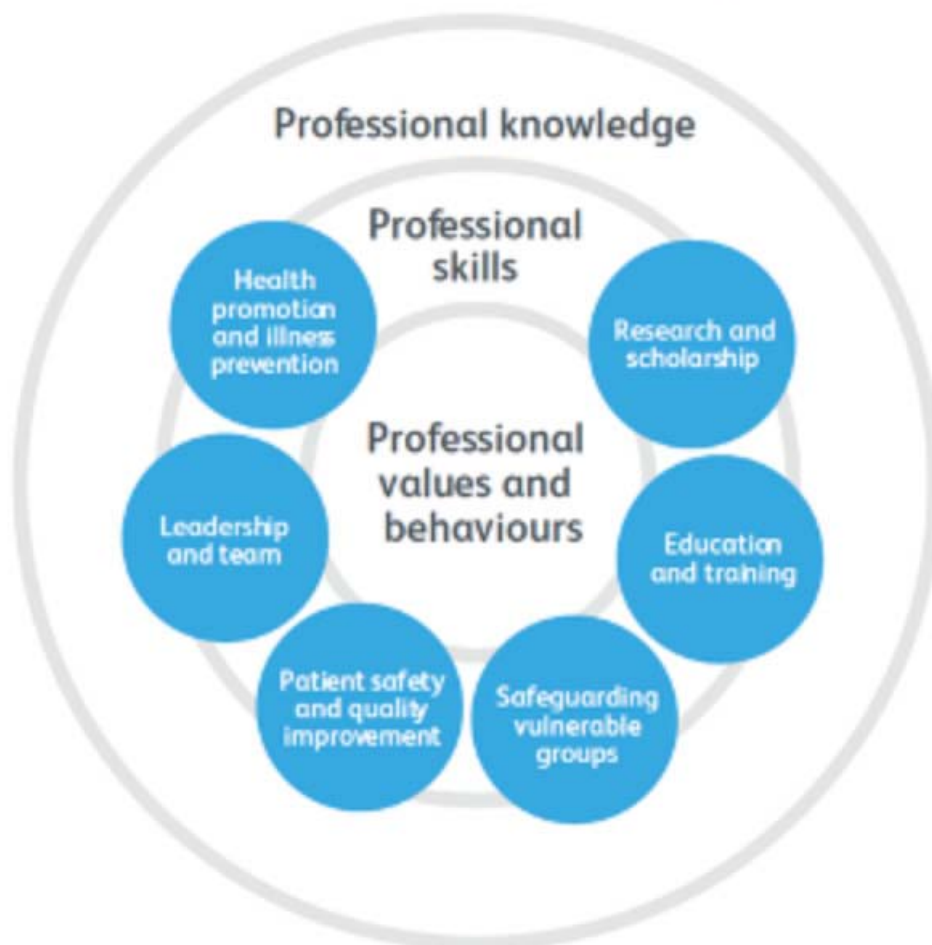 Professional knowledge
Professional
skills
Health
promotion
and illness
prevention
Research and
scholarship
Professional
values and
behaviours
Leadership
and team
Education
and training
Patient safety
and quality
improvement
Safeguarding
vulnerable
groups